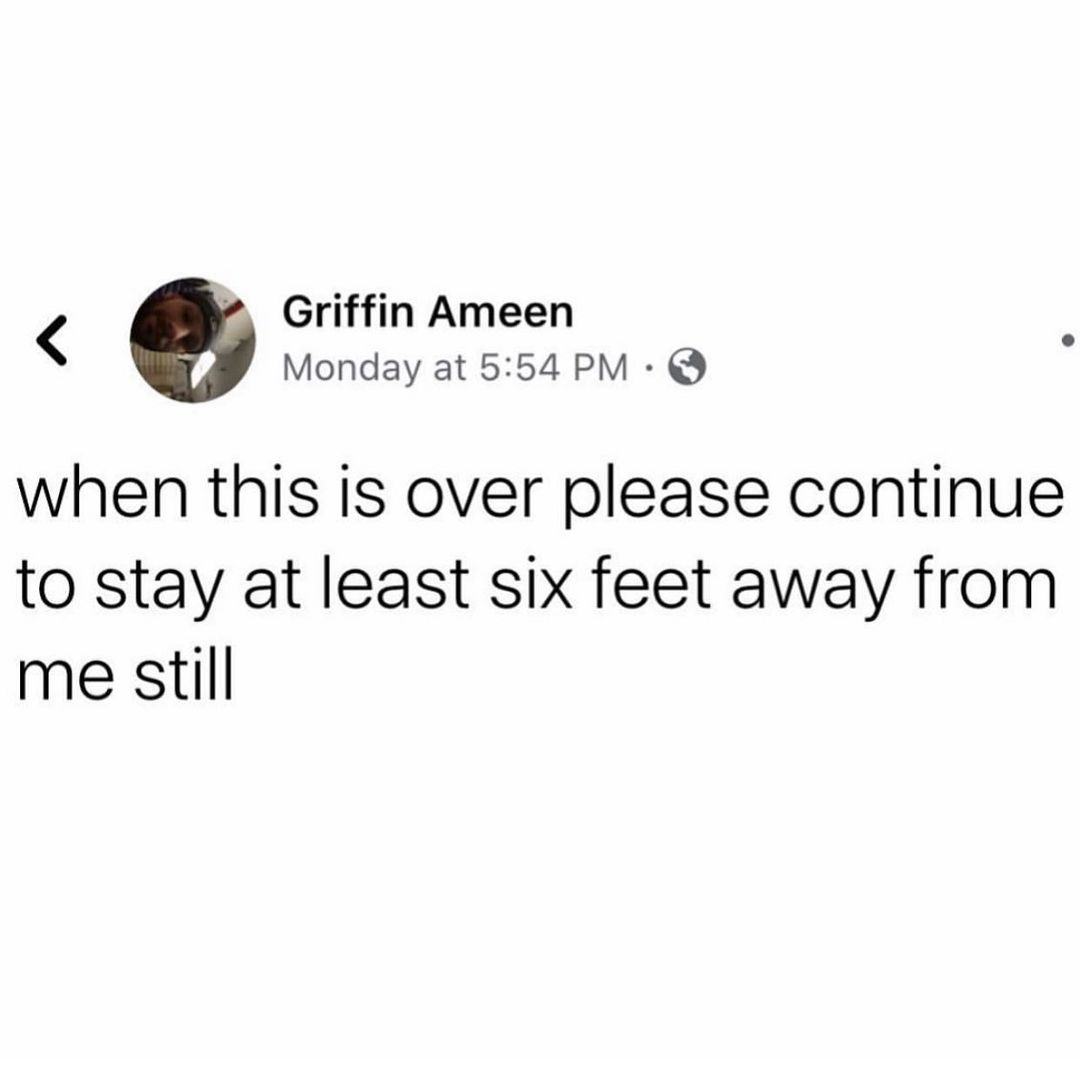 Griffin Ameen
Monday at 5:54 PM ·
when this is over please continue
to stay at least six feet away from
me still